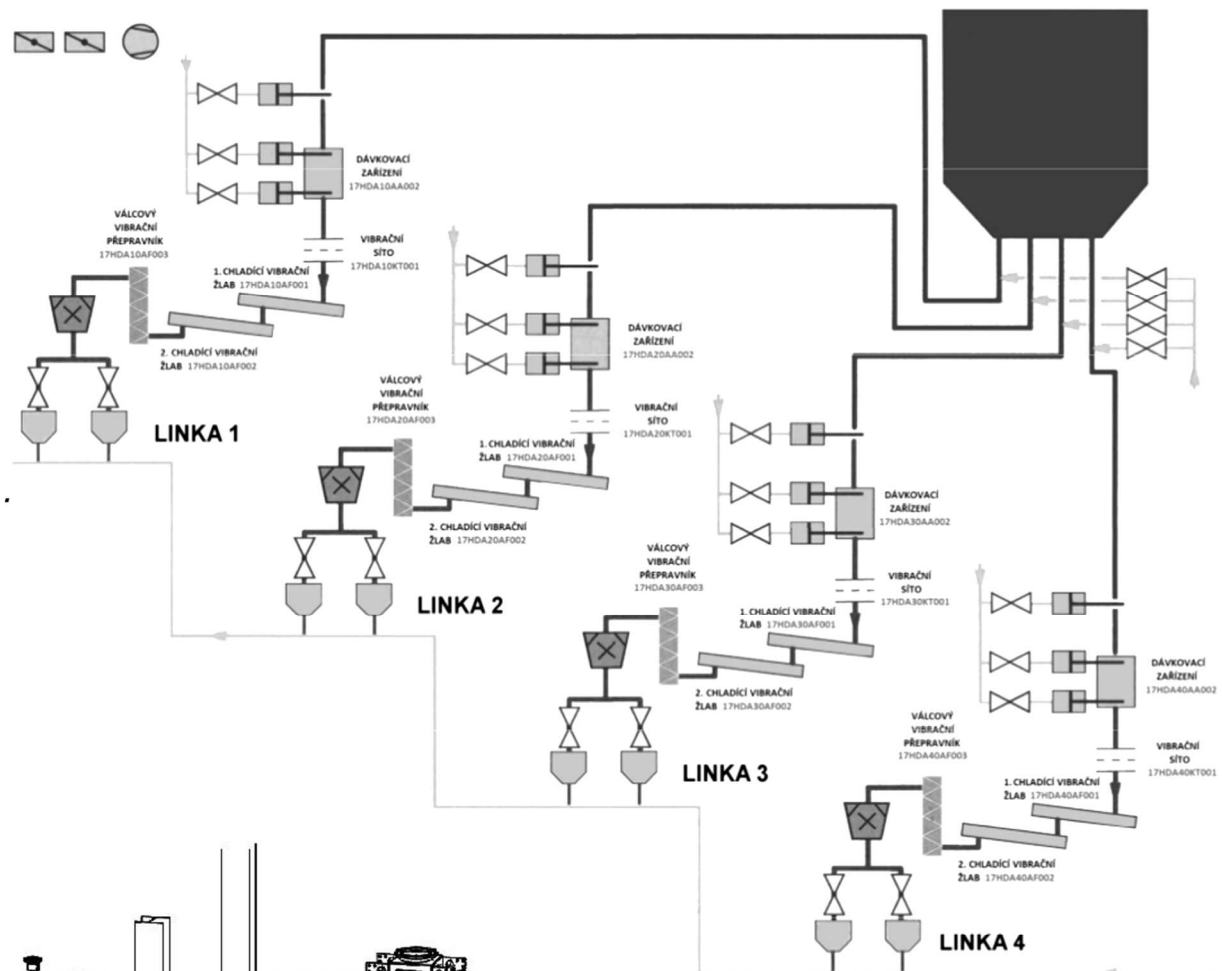 DÁVKOVACÍ
ZAŘÍZENÍ
17HDA10AA002
VÁLCOVÝ
VIBRAČNÍ
PŘEPRAVNÍK
17HDA10AF003
VIBRAČNÍ
SÍTO
17HDA10KT001
1. CHLADÍCÍ VIBRAČNÍ
ŽLAB 17HDA10AF001
2. CHLADÍCÍ VIBRAČNÍ
ŽLAB 17HDA10AF002
LINKA 1
DÁVKOVACÍ
ZAŘÍZENÍ
17HDA20AA002
VÁLCOVÝ
VIBRAČNÍ
PŘEPRAVNÍK
17HDA20AF003
VIBRAČNÍ
SÍTO
17HDA20KT001
1. CHLADÍCÍ VIBRAČNÍ
ŽLAB 17HDA20AF001
2. CHLADÍCÍ VIBRAČNÍ
ŽLAB 17HDA20AF002
LINKA 2
DÁVKOVACÍ
ZAŘÍZENÍ
17HDA30AA002
VÁLCOVÝ
VIBRAČNÍ
PŘEPRAVNÍK
17HDA30AF003
VIBRAČNÍ
SÍTO
17HDA30KT001
1. CHLADÍCÍ VIBRAČNÍ
ŽLAB 17HDA30AF001
2. CHLADÍCÍ VIBRAČNÍ
ŽLAB 17HDA30AF002
LINKA 3
DÁVKOVACÍ
ZAŘÍZENÍ
17HDA40AA002
VÁLCOVÝ
VIBRAČNÍ
PŘEPRAVNÍK
17HDA40AF003
VIBRAČNÍ
SÍTO
17HDA40KT001
1. CHLADÍCÍ VIBRAČNÍ
ŽLAB 17HDA40AF001
2. CHLADÍCÍ VIBRAČNÍ
ŽLAB 17HDA40AF002
LINKA 4